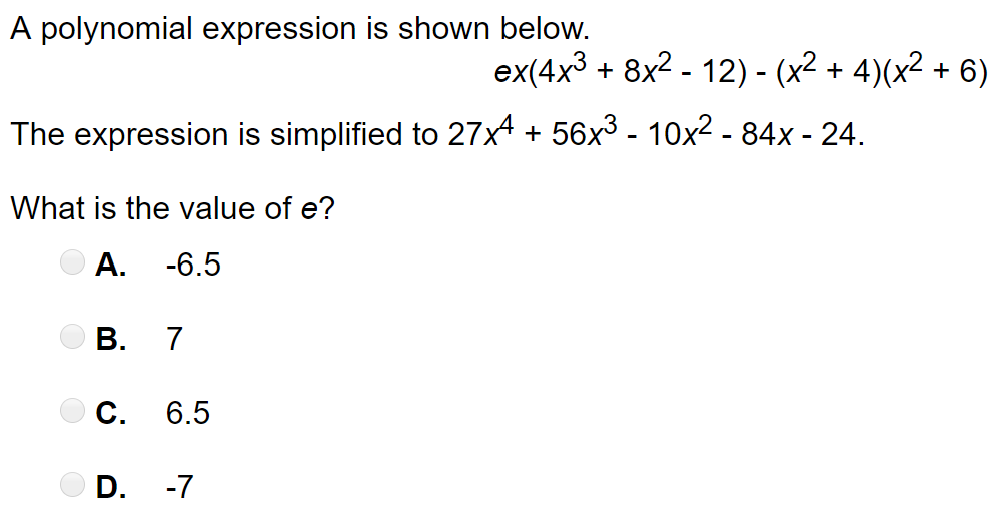 A polynomial expression is shown below.
ex(4x³ + 8x² - 12) - (x² + 4)(x² + 6)
The expression is simplified to 27x⁴ + 56x³ - 10x² - 84x - 24.
What is the value of e?
A. -6.5
B. 7
C. 6.5
D. -7